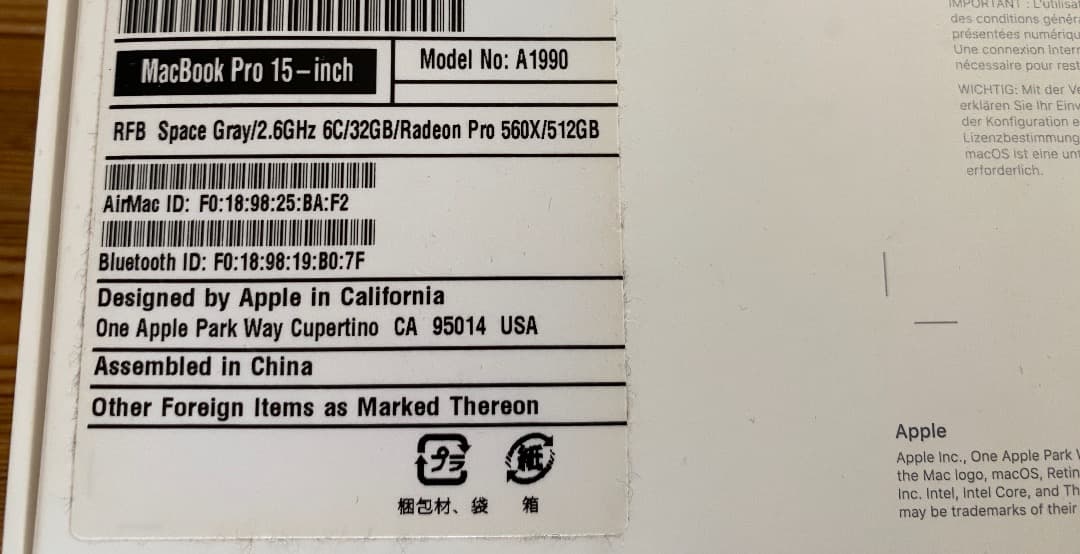 MacBook Pro 15-inch
Model No: A1990
RFB Space Gray/2.6GHz 6C/32GB/Radeon Pro 560X/512GB
AirMac ID: F0:18:98:25:BA:F2
Bluetooth ID: F0:18:98:19:B0:7F
Designed by Apple in California
One Apple Park Way Cupertino CA 95014 USA
Assembled in China
Other Foreign Items as Marked Thereon
プラ
紙
梱包材、袋
箱
IMPORTANT : L'utilisa
des conditions génér
présentées numériqu
Une connexion Inter
nécessaire pour rest
WICHTIG: Mit der Ve
erklären Sie Ihr Einv
der Konfiguration e
Lizenzbestimmung
macOS ist eine un
erforderlich.
Apple
Apple Inc., One Apple Park
the Mac logo, macOS, Retin
Inc. Intel, Intel Core, and Th
may be trademarks of their